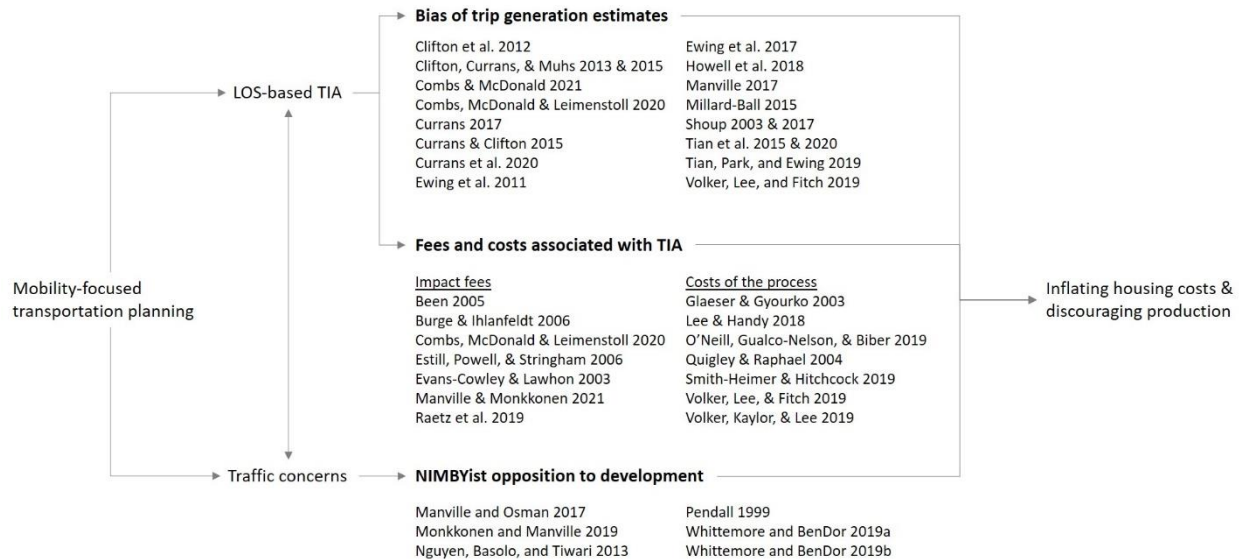 Mobility-focused
transportation planning
LOS-based TIA
Traffic concerns
Bias of trip generation estimates
Clifton et al. 2012
Clifton, Currans, & Muhs 2013 & 2015
Combs & McDonald 2021
Combs, McDonald & Leimenstoll 2020
Currans 2017
Currans & Clifton 2015
Currans et al. 2020
Ewing et al. 2011
Ewing et al. 2017
Howell et al. 2018
Manville 2017
Millard-Ball 2015
Shoup 2003 & 2017
Tian et al. 2015 & 2020
Tian, Park, and Ewing 2019
Volker, Lee, and Fitch 2019
Fees and costs associated with TIA
Impact fees
Been 2005
Burge & Ihlanfeldt 2006
Combs, McDonald & Leimenstoll 2020
Estill, Powell, & Stringham 2006
Evans-Cowley & Lawhon 2003
Manville & Monkkonen 2021
Raetz et al. 2019
Costs of the process
Glaeser & Gyourko 2003
Lee & Handy 2018
O’Neill, Gualco-Nelson, & Biber 2019
Quigley & Raphael 2004
Smith-Heimer & Hitchcock 2019
Volker, Lee, & Fitch 2019
Volker, Kaylor, & Lee 2019
NIMBYist opposition to development
Manville and Osman 2017
Monkkonen and Manville 2019
Nguyen, Basolo, and Tiwari 2013
Pendall 1999
Whittemore and BenDor 2019a
Whittemore and BenDor 2019b
Inflating housing costs &
discouraging production